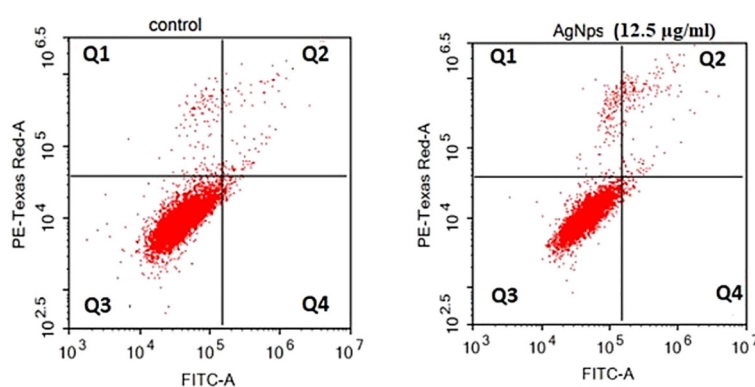 control
Q1 Q2
Q3 Q4
PE-Texas Red-A
10^6.5
10^5
10^4
10^2.5
10^3 10^4 10^5 10^6 10^7
FITC-A
AgNps (12.5 µg/ml)
Q1 Q2
Q3 Q4
PE-Texas Red-A
10^6.5
10^5
10^4
10^2.5
10^3 10^4 10^5 10^6 10^7
FITC-A